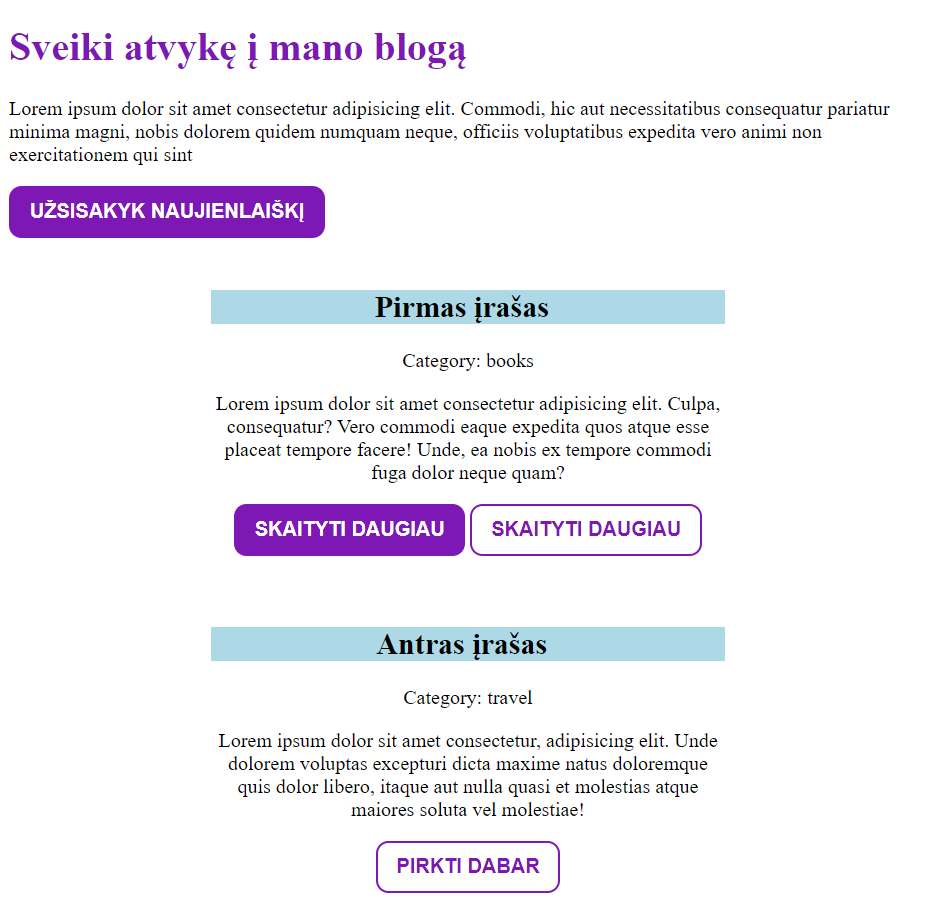 Sveiki atvykę į mano blogą
Lorem ipsum dolor sit amet consectetur adipisicing elit. Commodi, hic aut necessitatibus consequatur pariatur
minima magni, nobis dolorem quidem numquam neque, officiis voluptatibus expedita vero animi non
exercitationem qui sint
UŽSISAKYK NAUJIENLAIŠKĮ
Pirmas įrašas
Category: books
Lorem ipsum dolor sit amet consectetur adipisicing elit. Culpa,
consequatur? Vero commodi eaque expedita quos atque esse
placeat tempore facere! Unde, ea nobis ex tempore commodi
fuga dolor neque quam?
SKAITYTI DAUGIAU SKAITYTI DAUGIAU
Antras įrašas
Category: travel
Lorem ipsum dolor sit amet consectetur, adipisicing elit. Unde
dolorem voluptas excepturi dicta maxime natus doloremque
quis dolor libero, itaque aut nulla quasi et molestias atque
maiores soluta vel molestiae!
PIRKTI DABAR